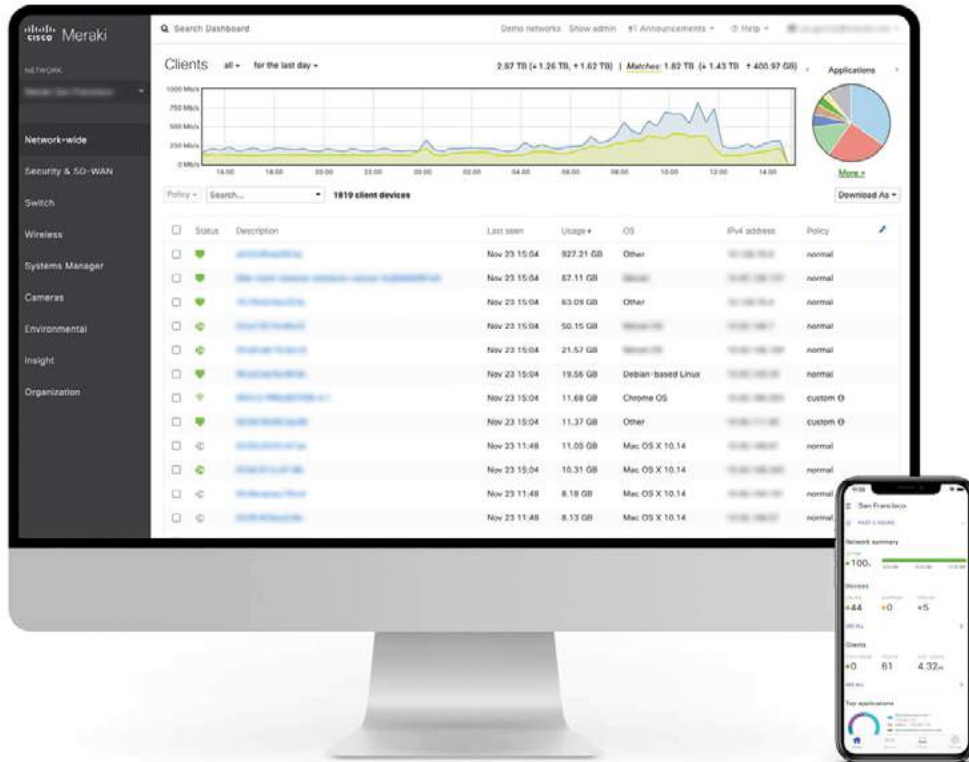 cisco Meraki
Search Dashboard
Demo networks Show admin Announcements Help
NETWORK
Network-wide
Security & SD-WAN
Switch
Wireless
Systems Manager
Cameras
Environmental
Insight
Organization
Clients all for the last day
2.87 TB (↓ 1.26 TB, ↑ 1.62 TB) | Matches: 1.82 TB (↓ 1.43 TB ↑ 400.97 GB)
Applications
1000 Mb/s
750 Mb/s
500 Mb/s
250 Mb/s
0 Mb/s
16:00 18:00 20:00 22:00 00:00 02:00 04:00 06:00 08:00 10:00 12:00 14:00
More »
Policy Search... 1819 client devices Download As
Status Description Last seen Usage OS IPv4 address Policy
Nov 23 15:04 927.21 GB Other normal
Nov 23 15:04 67.11 GB normal
Nov 23 15:04 63.09 GB Other normal
Nov 23 15:04 50.15 GB normal
Nov 23 15:04 21.57 GB normal
Nov 23 15:04 19.56 GB Debian-based Linux normal
Nov 23 15:04 11.68 GB Chrome OS custom
Nov 23 15:04 11.37 GB Other custom
Nov 23 11:48 11.05 GB Mac OS X 10.14 normal
Nov 23 15:04 10.31 GB Mac OS X 10.14 normal
Nov 23 11:48 8.18 GB Mac OS X 10.14 normal
Nov 23 11:48 8.13 GB Mac OS X 10.14 normal
San Francisco
PAST 2 HOURS
Network summary
100%
Devices
44 0 5
SEE ALL
Clients
0 61 4.32
SEE ALL
Top applications